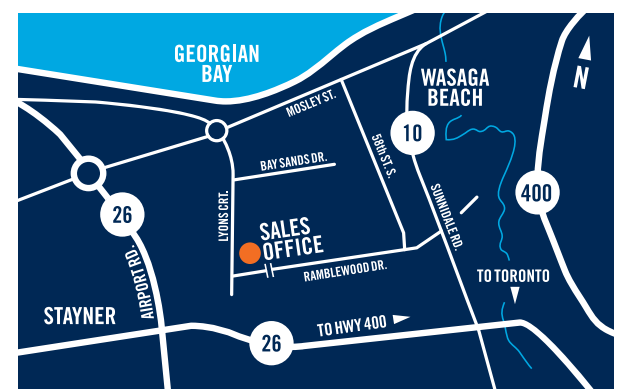 GEORGIAN
BAY
WASAGA
BEACH
N
MOSLEY ST.
10
58th ST. S.
BAY SANDS DR.
LYONS CRT.
SUNNIDALE RD.
400
26
SALES
OFFICE
AIRPORT RD.
RAMBLEWOOD DR.
TO TORONTO
STAYNER
TO HWY 400
26